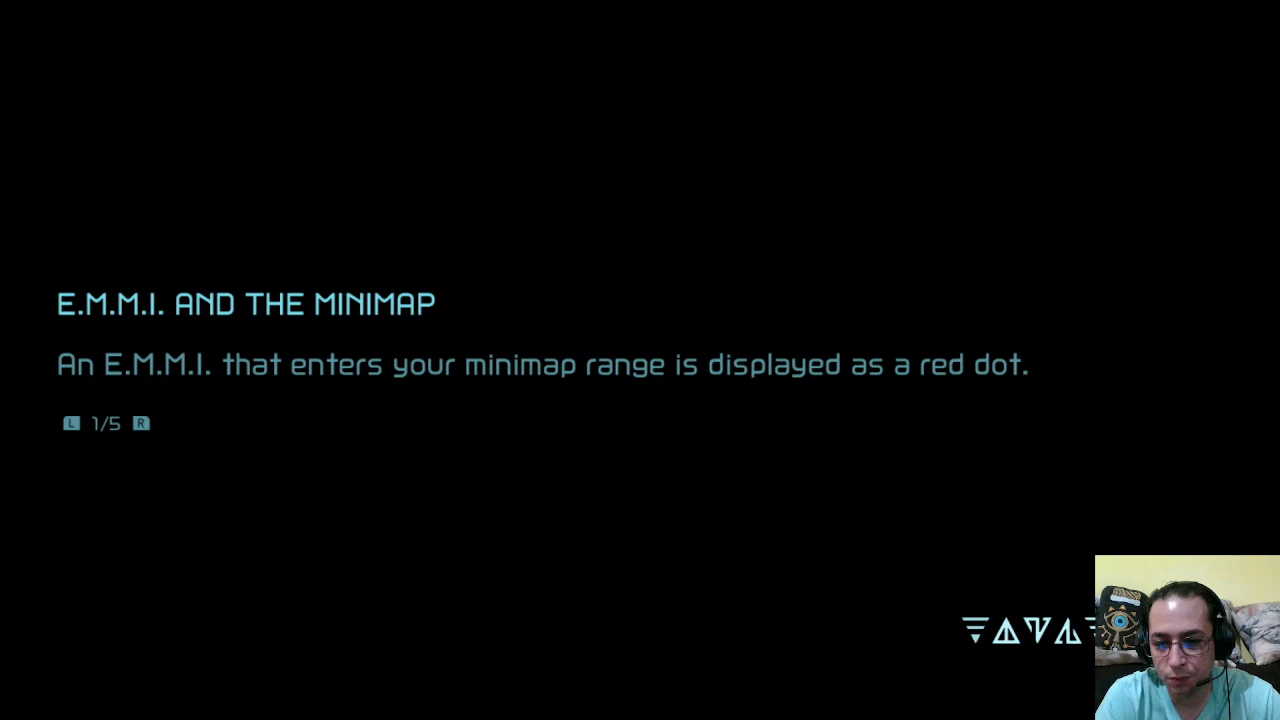 E.M.M.I. AND THE MINIMAP
An E.M.M.I. that enters your minimap range is displayed as a red dot.
L 1/5 R